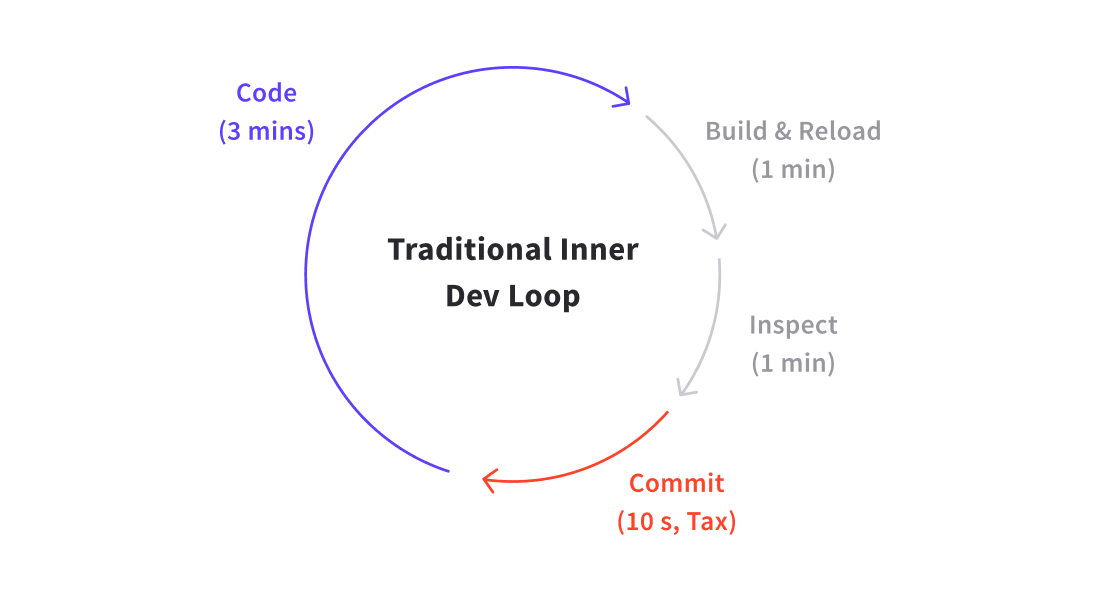 Code
(3 mins)
Build & Reload
(1 min)
Traditional Inner
Dev Loop
Inspect
(1 min)
Commit
(10 s, Tax)